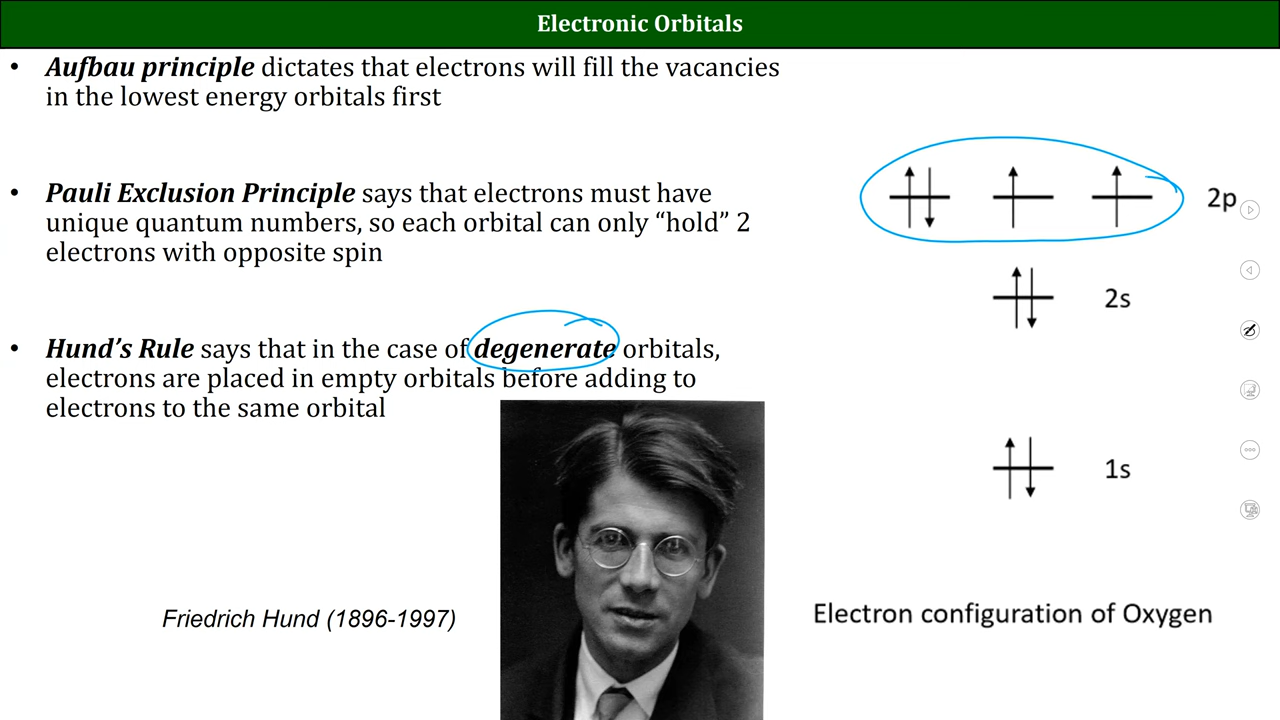 Electronic Orbitals
• Aufbau principle dictates that electrons will fill the vacancies
in the lowest energy orbitals first
• Pauli Exclusion Principle says that electrons must have
unique quantum numbers, so each orbital can only “hold” 2
electrons with opposite spin
• Hund’s Rule says that in the case of degenerate orbitals,
electrons are placed in empty orbitals before adding to
electrons to the same orbital
Friedrich Hund (1896-1997)
2p
2s
1s
Electron configuration of Oxygen